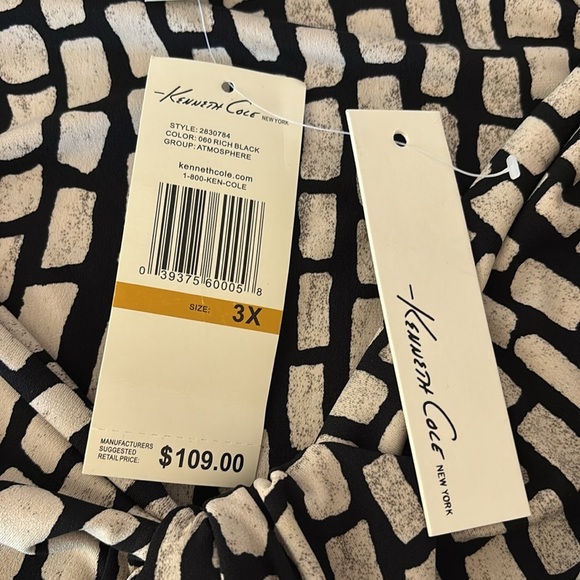 Kenneth Cole NEW YORK
STYLE: 2830784
COLOR: 060 RICH BLACK
GROUP: ATMOSPHERE
kennethcole.com
1-800-KEN-COLE
0 39375 60005 8
SIZE: 3X
MANUFACTURERS
SUGGESTED
RETAIL PRICE: $109.00
Kenneth Cole NEW YORK